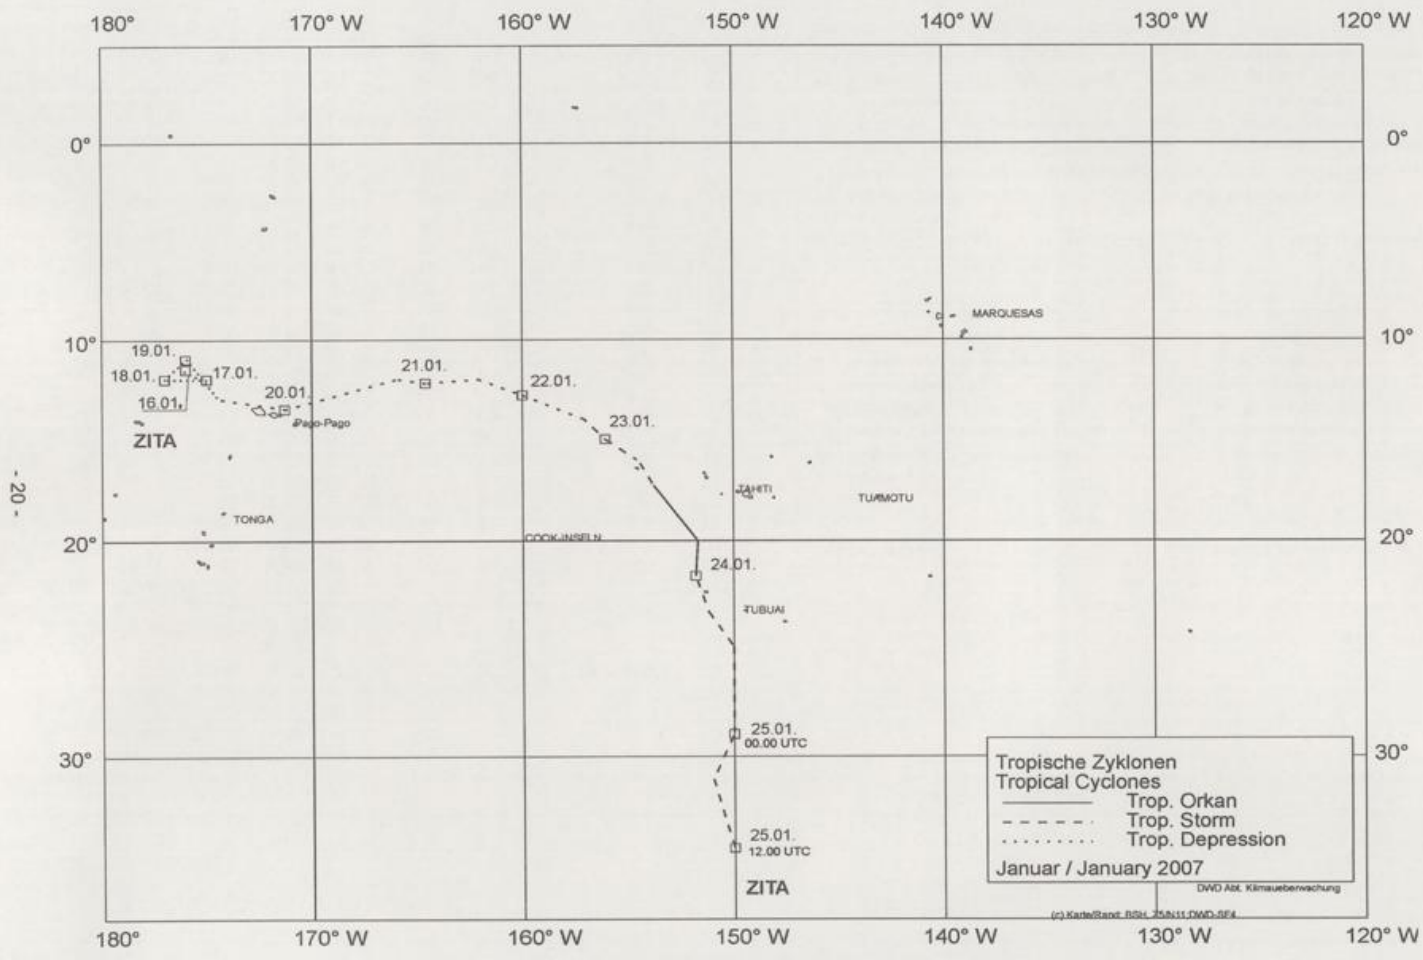 180°
170° W
160° W
150° W
140° W
130° W
120° W
0°
0°
10°
10°
19.01.
18.01.
17.01.
16.01.
20.01.
21.01.
22.01.
23.01.
MARQUESAS
Pago-Pago
ZITA
TAHITI
TUAMOTU
TONGA
COOK-INSELN
20°
20°
24.01.
TUBUAI
- 20 -
25.01.
00.00 UTC
30°
30°
Tropische Zyklonen
Tropical Cyclones
Trop. Orkan
Trop. Storm
Trop. Depression
Januar / January 2007
25.01.
12.00 UTC
ZITA
DWD Abt. Klimaueberwachung
(c) Karte/Rand: BSH,
180°
170° W
160° W
150° W
140° W
130° W
120° W